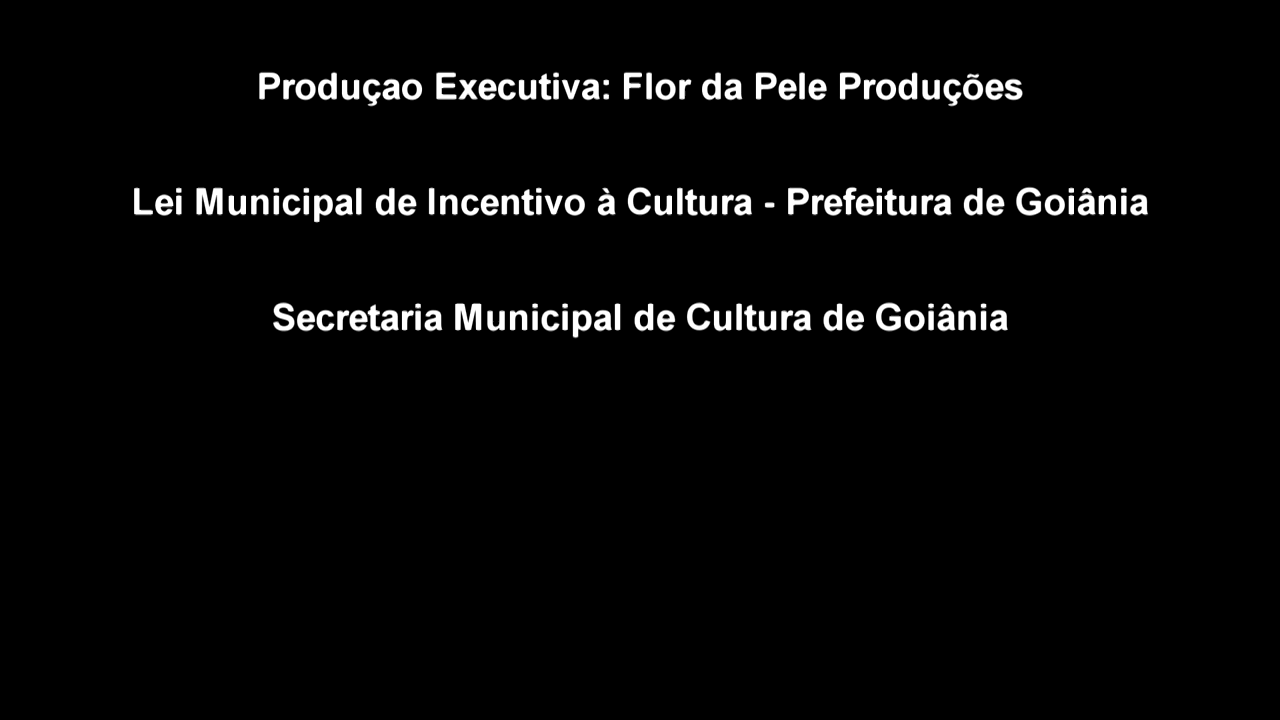 Produçao Executiva: Flor da Pele Produções
Lei Municipal de Incentivo à Cultura - Prefeitura de Goiânia
Secretaria Municipal de Cultura de Goiânia